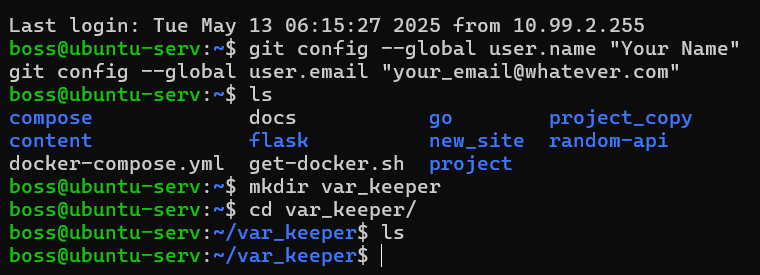 Last login: Tue May 13 06:15:27 2025 from 10.99.2.255
boss@ubuntu-serv:~$ git config --global user.name "Your Name"
git config --global user.email "your_email@whatever.com"
boss@ubuntu-serv:~$ ls
compose             docs           go        project_copy
content             flask          new_site  random-api
docker-compose.yml  get-docker.sh  project
boss@ubuntu-serv:~$ mkdir var_keeper
boss@ubuntu-serv:~$ cd var_keeper/
boss@ubuntu-serv:~/var_keeper$ ls
boss@ubuntu-serv:~/var_keeper$